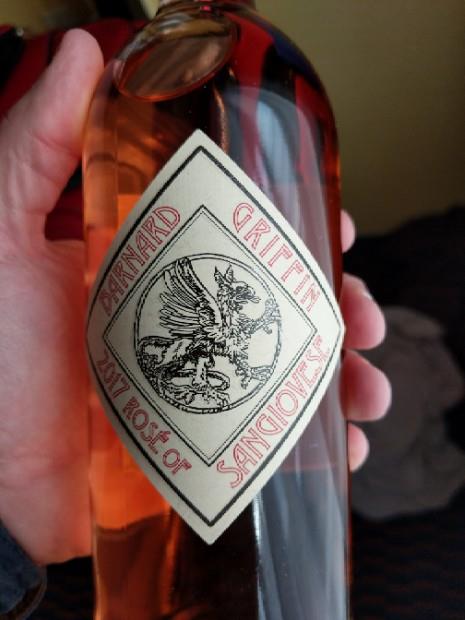 BARNARD
GRIFFIN
2017 ROSÉ OF
SANGIOVESE